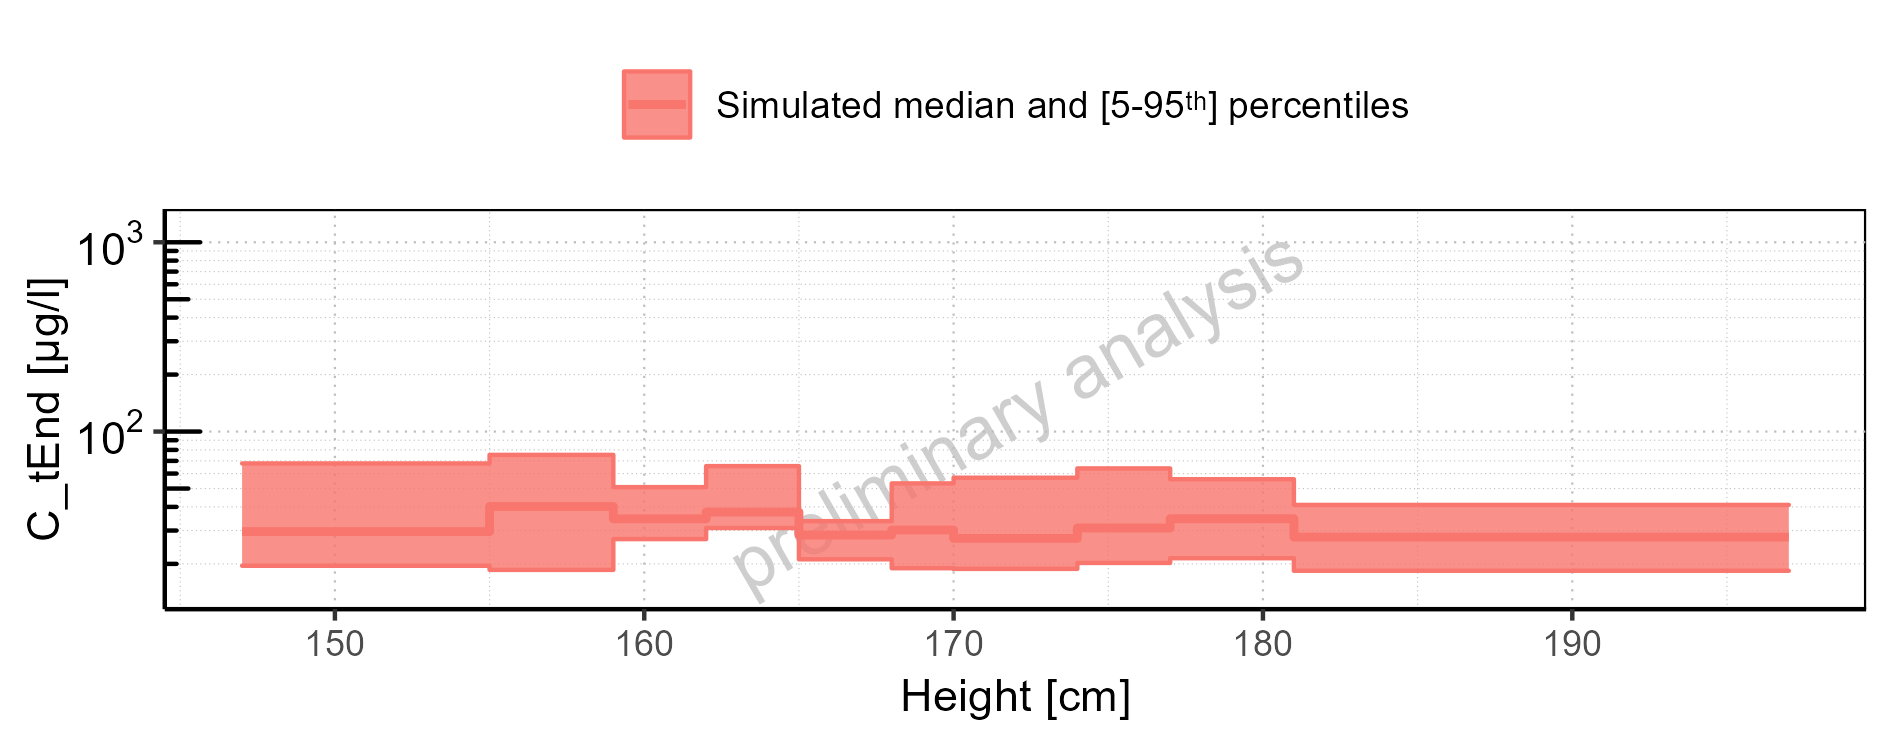 Simulated median and [5-95th] percentiles
10³
10²
C_tEnd [µg/l]
preliminary analysis
150 160 170 180 190
Height [cm]